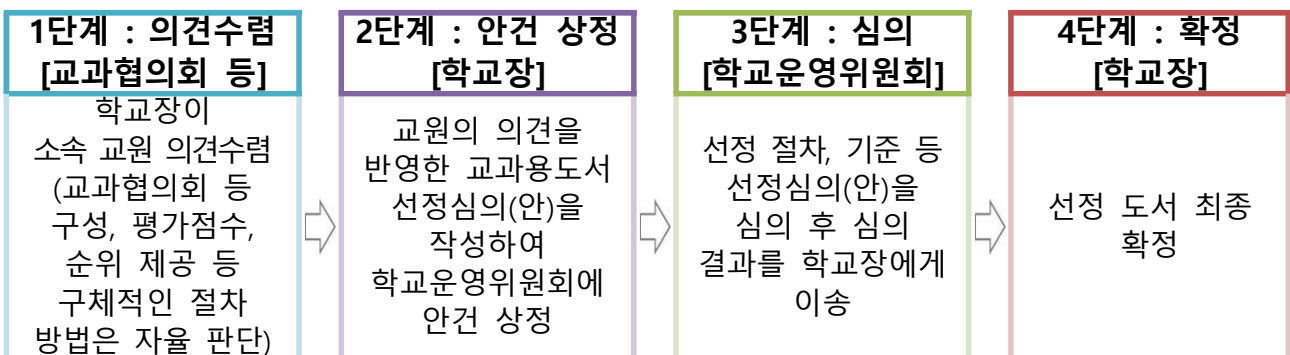 1단계 : 의견수렴
[교과협의회 등]
학교장이
소속 교원 의견수렴
(교과협의회 등
구성, 평가점수,
순위 제공 등
구체적인 절차
방법은 자율 판단)
2단계 : 안건 상정
[학교장]
교원의 의견을
반영한 교과용도서
선정심의(안)을
작성하여
학교운영위원회에
안건 상정
3단계 : 심의
[학교운영위원회]
선정 절차, 기준 등
선정심의(안)을
심의 후 심의
결과를 학교장에게
이송
4단계 : 확정
[학교장]
선정 도서 최종
확정